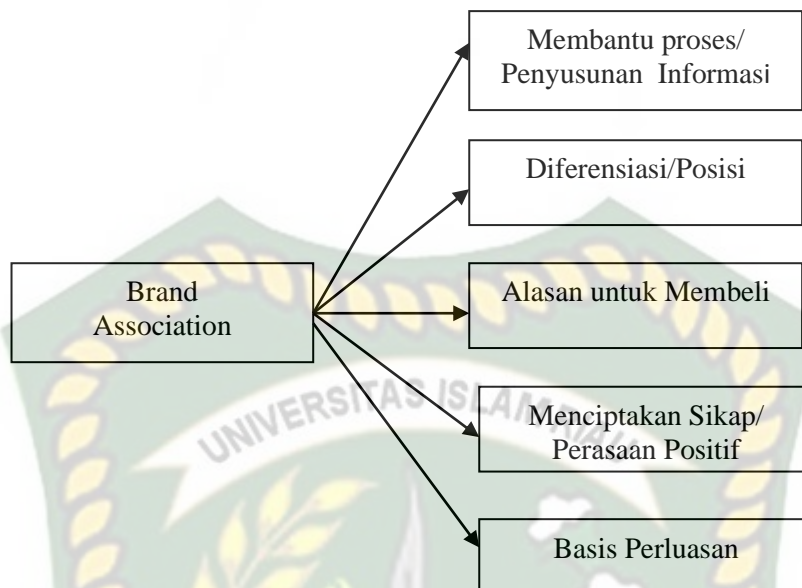 Membantu proses/
Penyusunan Informasi
Diferensiasi/Posisi
Brand
Association
Alasan untuk Membeli
UNIVERSITAS ISLAM RIAU
Menciptakan Sikap/
Perasaan Positif
Basis Perluasan